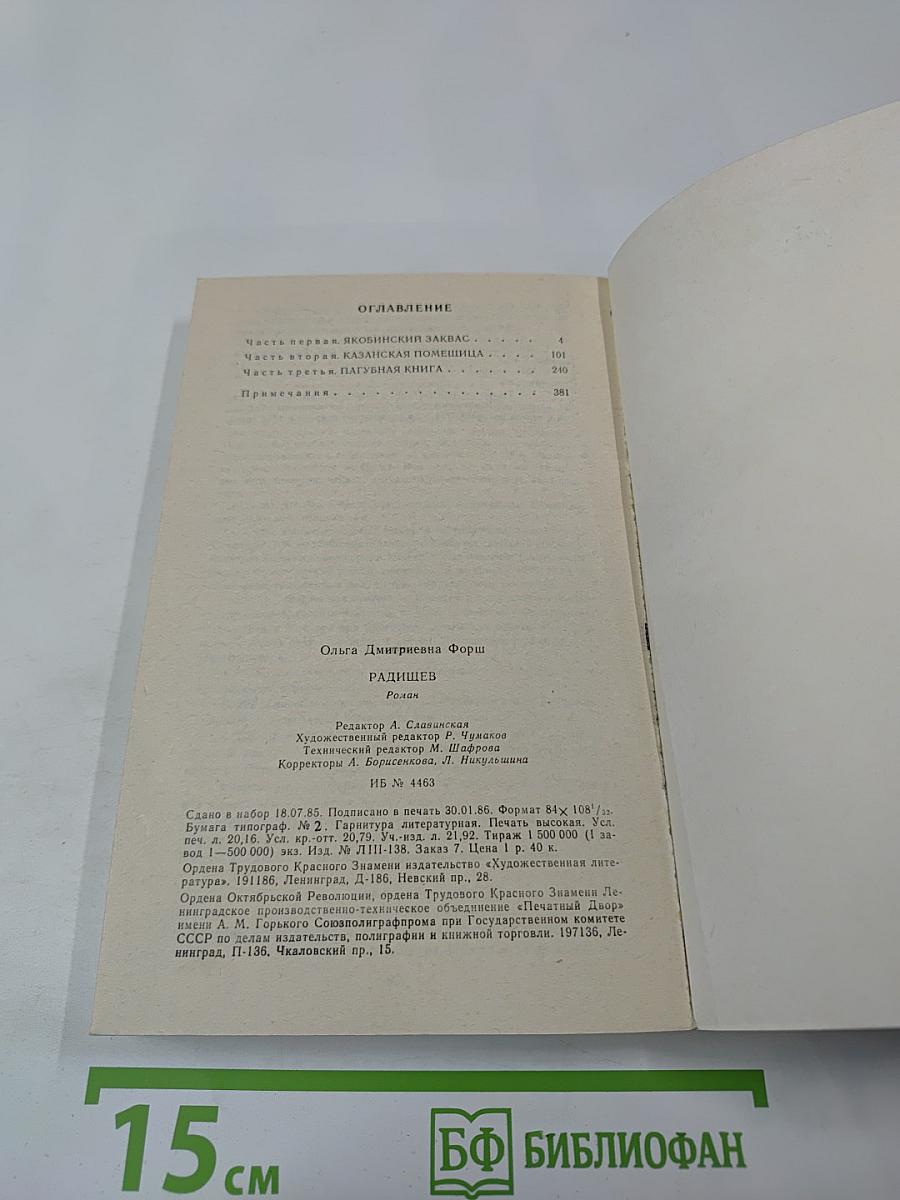 ОГЛАВЛЕНИЕ
Часть первая. ЯКОБИНСКИЙ ЗАКВАС . . . . . 4
Часть вторая. КАЗАНСКАЯ ПОМЕЩИЦА . . . . 101
Часть третья. ПАГУБНАЯ КНИГА . . . . . . . 240
Примечания . . . . . . . . . . . . . . . 381
Ольга Дмитриевна Форш
РАДИЩЕВ
Роман
Редактор А. Славинская
Художественный редактор Р. Чумаков
Технический редактор М. Шафрова
Корректоры А. Борисенкова, Л. Никульшина
ИБ № 4463
Сдано в набор 18.07.85. Подписано в печать 30.01.86. Формат 84×108¹/₃₂.
Бумага типограф. № 2. Гарнитура литературная. Печать высокая. Усл.
печ. л. 20,16. Усл. кр.-отт. 20,79. Уч.-изд. л. 21,92. Тираж 1 500 000 (I за-
вод 1—500 000) экз. Изд. № ЛIII-138. Заказ 7. Цена 1 р. 40 к.
Ордена Трудового Красного Знамени издательство «Художественная лите-
ратура». 191186, Ленинград, Д-186, Невский пр., 28.
Ордена Октябрьской Революции, ордена Трудового Красного Знамени Ле-
нинградское производственно-техническое объединение «Печатный Двор»
имени А. М. Горького Союзполиграфпрома при Государственном комитете
СССР по делам издательств, полиграфии и книжной торговли. 197136, Ле-
нинград, П-136, Чкаловский пр., 15.
15 см
БФ БИБЛИОФАН